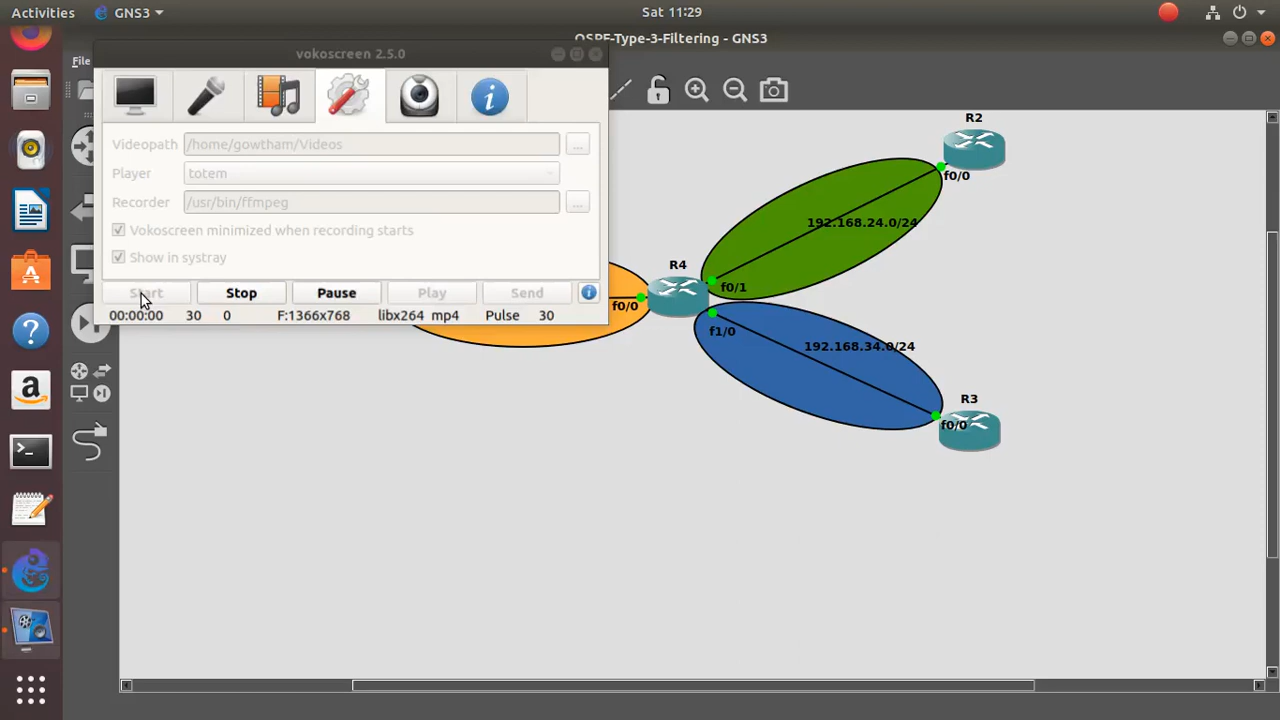 Activities
GNS3
Sat 11:29
OSPF-Type-3-Filtering - GNS3
vokoscreen 2.5.0
File
Videopath
/home/gowtham/Videos
...
Player
totem
Recorder
/usr/bin/ffmpeg
...
Vokoscreen minimized when recording starts
Show in systray
Start
Stop
Pause
Play
Send
00:00:00
30
0
F:1366x768
libx264
mp4
Pulse
30
R2
f0/0
192.168.24.0/24
R4
f0/1
f0/0
f1/0
192.168.34.0/24
R3
f0/0